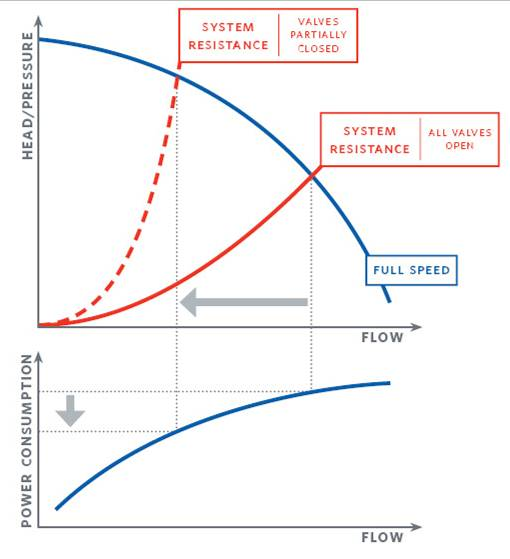 SYSTEM
RESISTANCE
VALVES
PARTIALLY
CLOSED
HEAD/PRESSURE
SYSTEM
RESISTANCE
ALL VALVES
OPEN
FULL SPEED
FLOW
POWER CONSUMPTION
FLOW